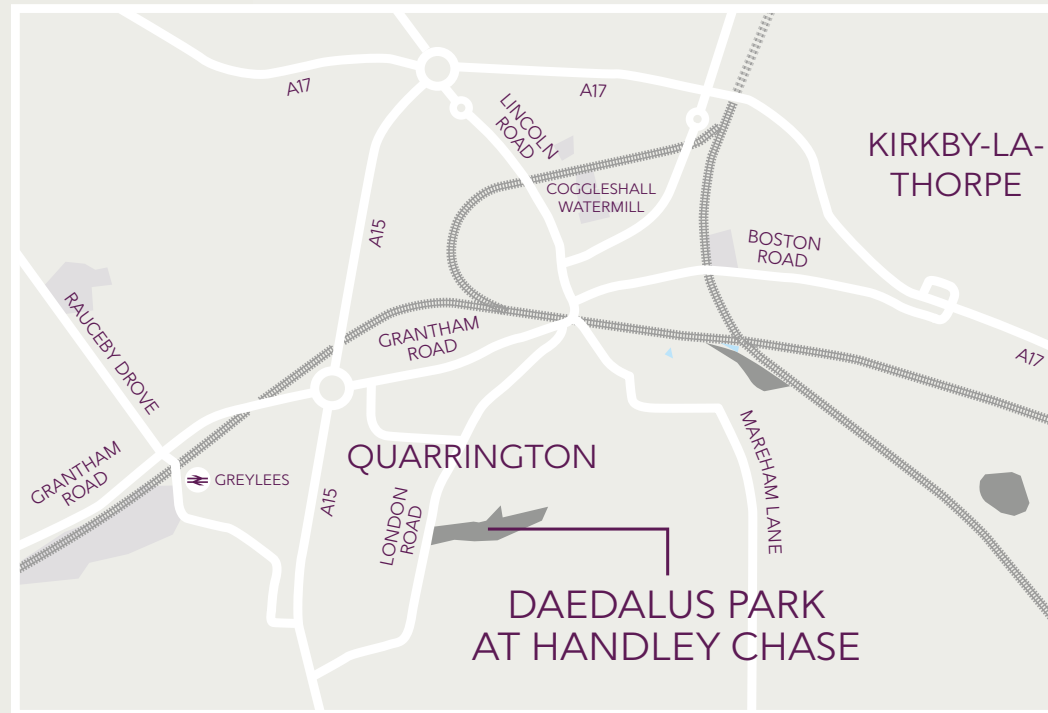 A17
A17
LINCOLN
ROAD
KIRKBY-LA-
THORPE
COGGLESHALL
WATERMILL
A15
BOSTON
ROAD
RAUCEBY DROVE
GRANTHAM
ROAD
A17
QUARRINGTON
MAREHAM LANE
GRANTHAM
ROAD
GREYLEES
A15
LONDON
ROAD
DAEDALUS PARK
AT HANDLEY CHASE